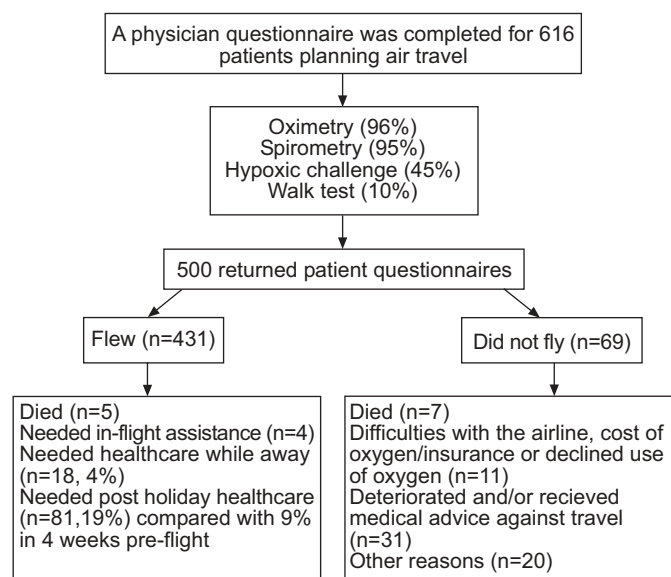 A physician questionnaire was completed for 616
patients planning air travel
Oximetry (96%)
Spirometry (95%)
Hypoxic challenge (45%)
Walk test (10%)
500 returned patient questionnaires
Flew (n=431)
Did not fly (n=69)
Died (n=5)
Needed in-flight assistance (n=4)
Needed healthcare while away
(n=18, 4%)
Needed post holiday healthcare
(n=81,19%) compared with 9%
in 4 weeks pre-flight
Died (n=7)
Difficulties with the airline, cost of
oxygen/insurance or declined use
of oxygen (n=11)
Deteriorated and/or recieved
medical advice against travel
(n=31)
Other reasons (n=20)